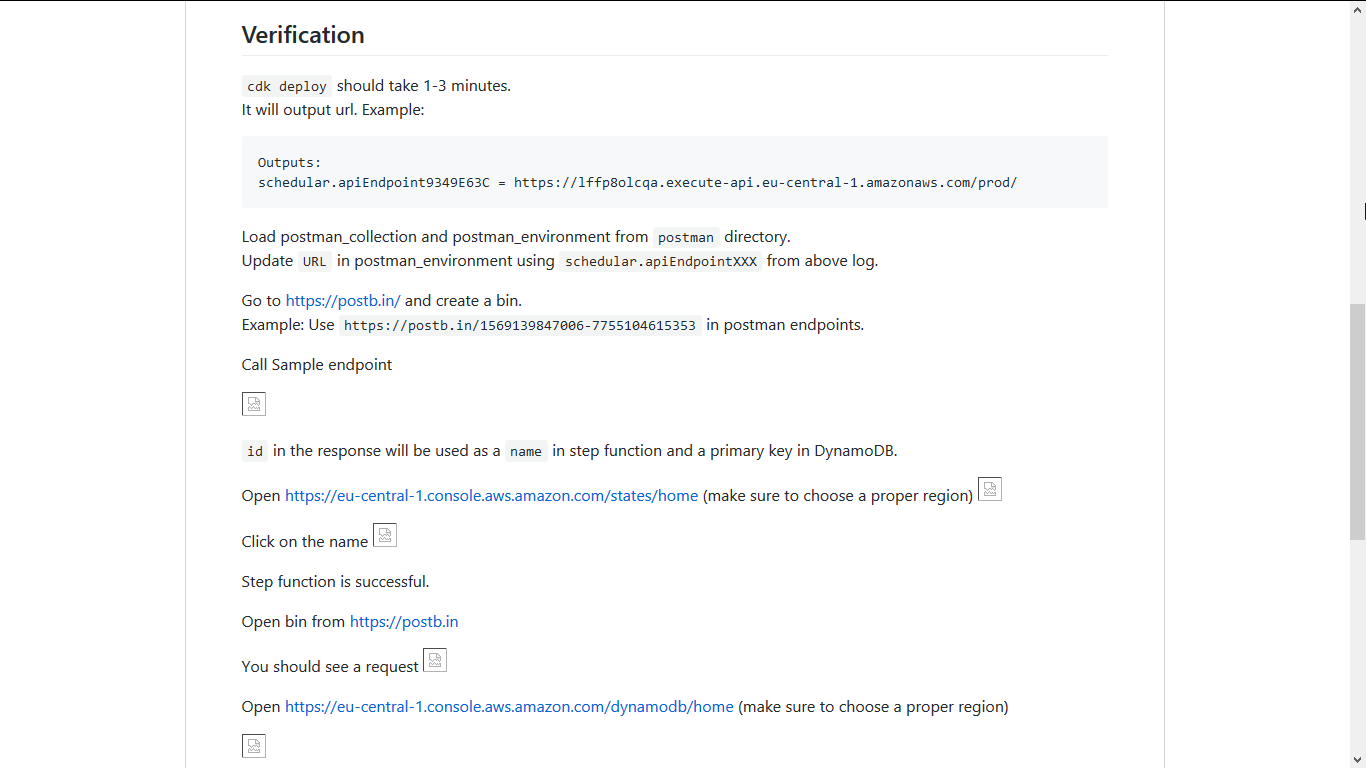 Verification
cdk deploy should take 1-3 minutes.
It will output url. Example:
Outputs:
schedular.apiEndpoint9349E63C = https://lffp8olcqa.execute-api.eu-central-1.amazonaws.com/prod/
Load postman_collection and postman_environment from postman directory.
Update URL in postman_environment using schedular.apiEndpointXXX from above log.
Go to https://postb.in/ and create a bin.
Example: Use https://postb.in/1569139847006-7755104615353 in postman endpoints.
Call Sample endpoint
id in the response will be used as a name in step function and a primary key in DynamoDB.
Open https://eu-central-1.console.aws.amazon.com/states/home (make sure to choose a proper region)
Click on the name
Step function is successful.
Open bin from https://postb.in
You should see a request
Open https://eu-central-1.console.aws.amazon.com/dynamodb/home (make sure to choose a proper region)